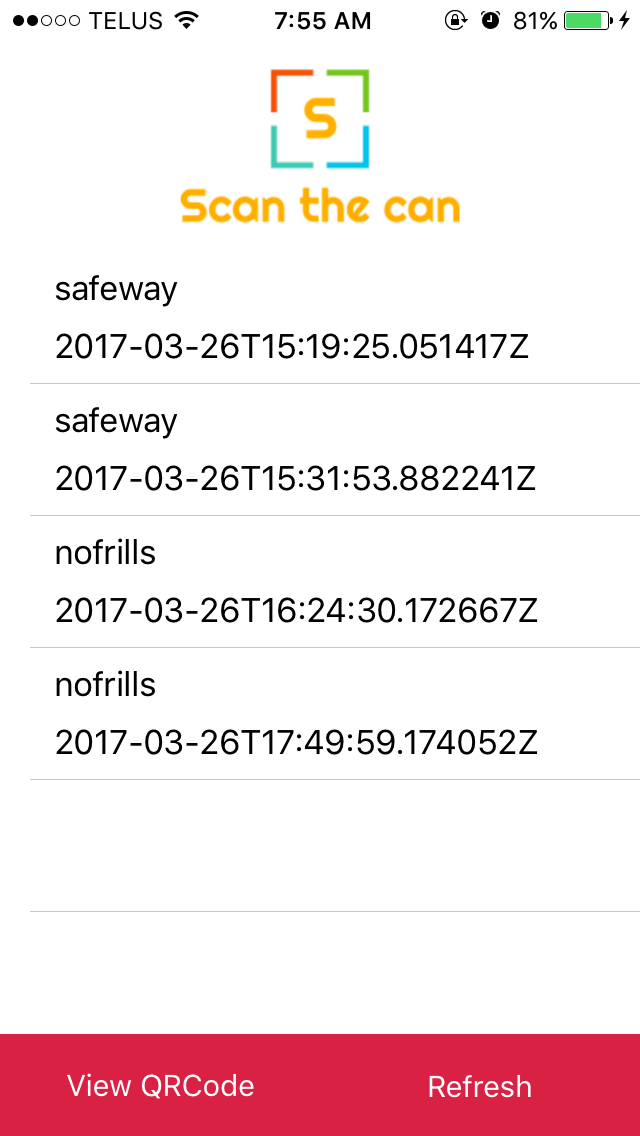 TELUS 7:55 AM 81%
S
Scan the can
safeway
2017-03-26T15:19:25.051417Z
safeway
2017-03-26T15:31:53.882241Z
nofrills
2017-03-26T16:24:30.172667Z
nofrills
2017-03-26T17:49:59.174052Z
View QRCode Refresh